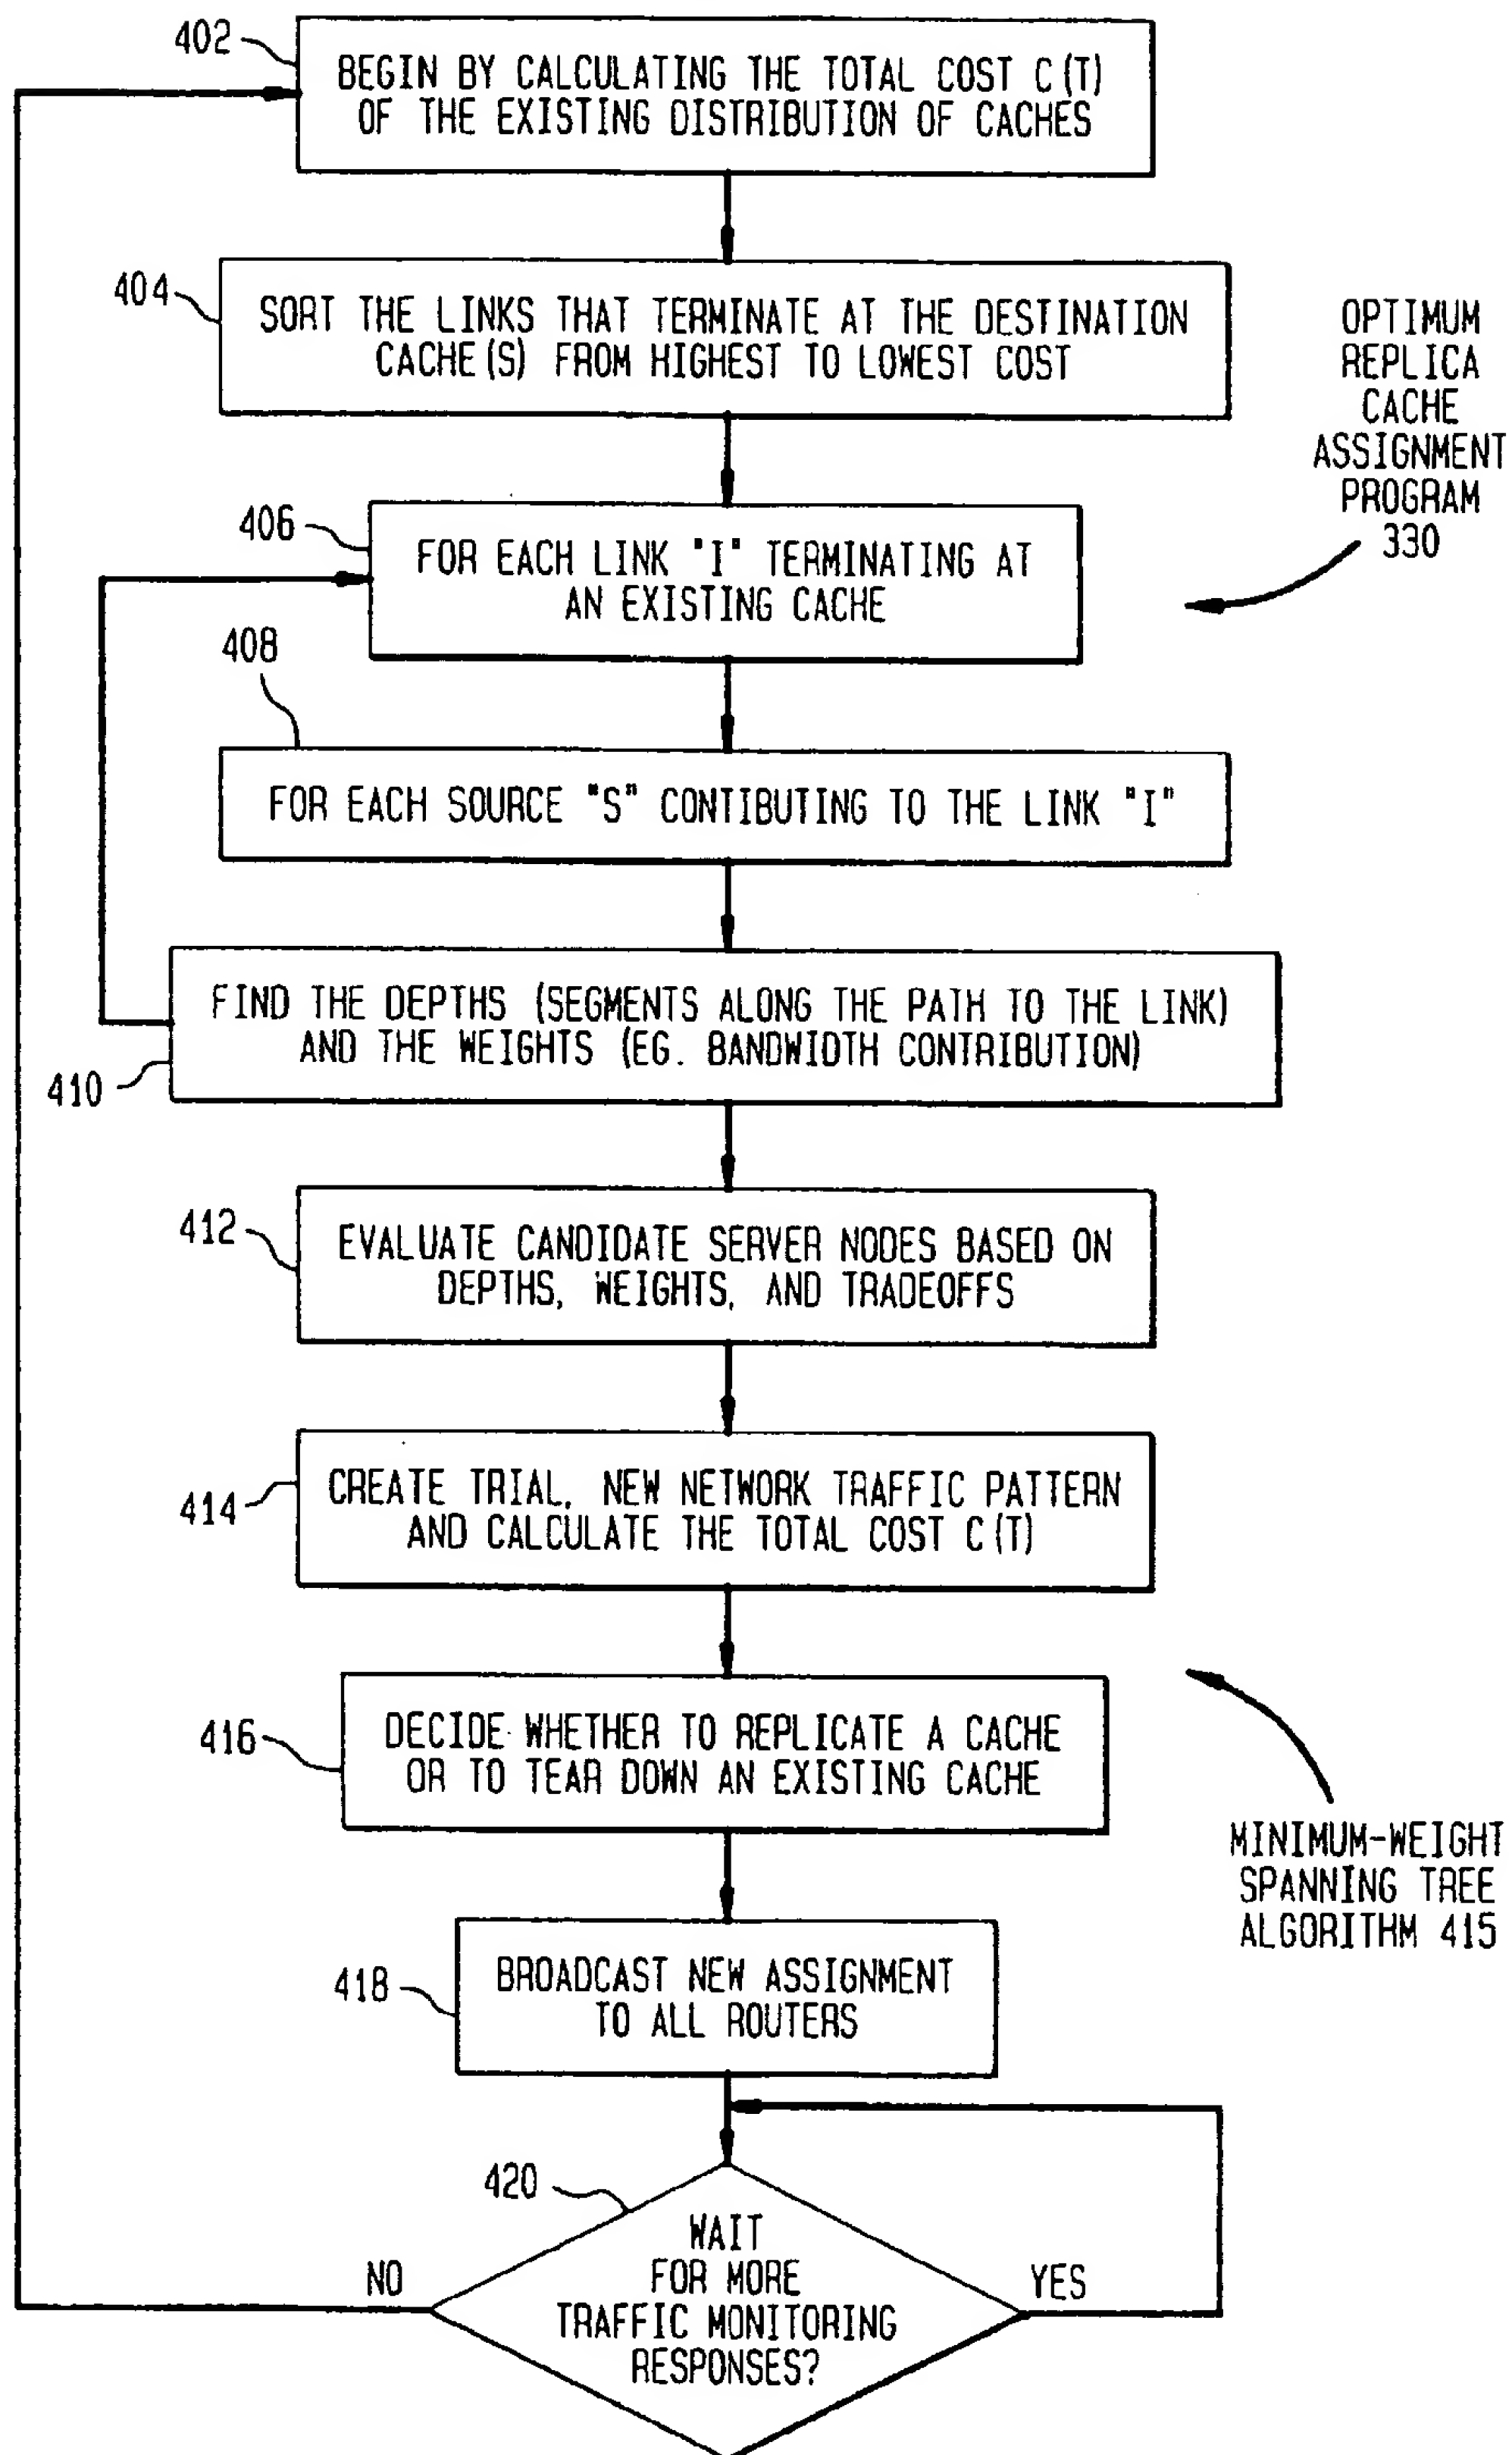 402
BEGIN BY CALCULATING THE TOTAL COST C(T)
OF THE EXISTING DISTRIBUTION OF CACHES
404
SORT THE LINKS THAT TERMINATE AT THE DESTINATION
CACHE(S) FROM HIGHEST TO LOWEST COST
OPTIMUM
REPLICA
CACHE
ASSIGNMENT
PROGRAM
330
406
FOR EACH LINK "I" TERMINATING AT
AN EXISTING CACHE
408
FOR EACH SOURCE "S" CONTIBUTING TO THE LINK "I"
410
FIND THE DEPTHS (SEGMENTS ALONG THE PATH TO THE LINK)
AND THE WEIGHTS (EG. BANDWIDTH CONTRIBUTION)
412
EVALUATE CANDIDATE SERVER NODES BASED ON
DEPTHS, WEIGHTS, AND TRADEOFFS
414
CREATE TRIAL, NEW NETWORK TRAFFIC PATTERN
AND CALCULATE THE TOTAL COST C(T)
416
DECIDE WHETHER TO REPLICATE A CACHE
OR TO TEAR DOWN AN EXISTING CACHE
MINIMUM-WEIGHT
SPANNING TREE
ALGORITHM 415
418
BROADCAST NEW ASSIGNMENT
TO ALL ROUTERS
420
WAIT
FOR MORE
TRAFFIC MONITORING
RESPONSES?
NO
YES